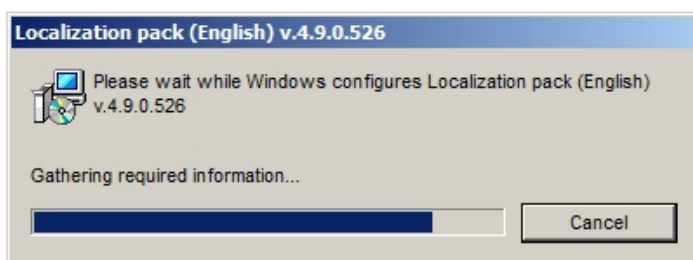 Localization pack (English) v.4.9.0.526
Please wait while Windows configures Localization pack (English)
v.4.9.0.526
Gathering required information...
Cancel